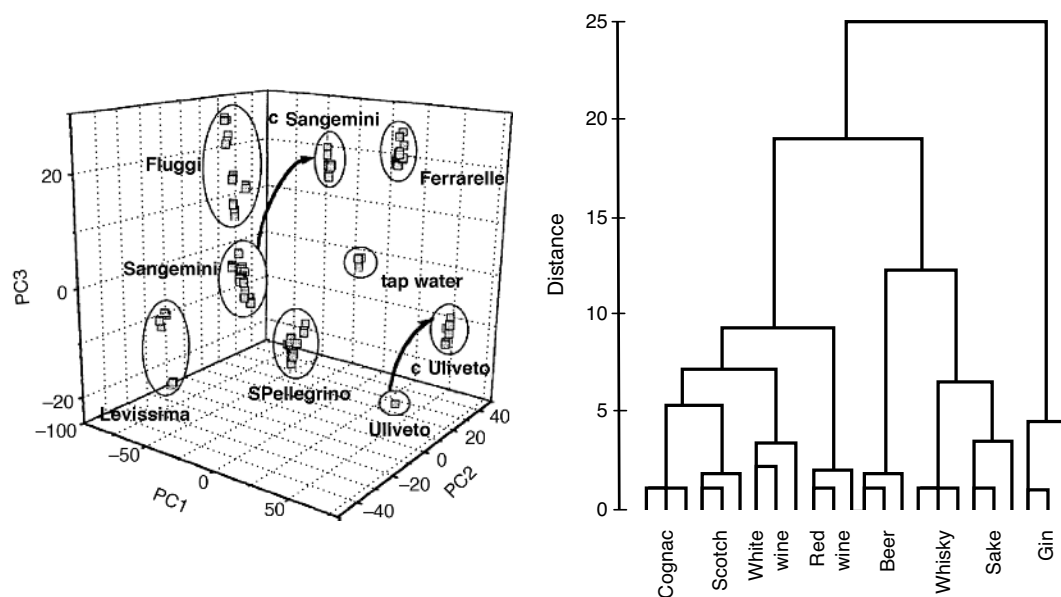 c Sangemini
Fluggi
Ferrarelle
20
Sangemini
tap water
PC3
0
c Uliveto
SPellegrino
Levissima
Uliveto
–20
–100
–50
0
50
PC1
40
20
0
–20
–40
PC2
25
20
15
10
5
0
Distance
Cognac
Scotch
White
wine
Red
wine
Beer
Whisky
Sake
Gin